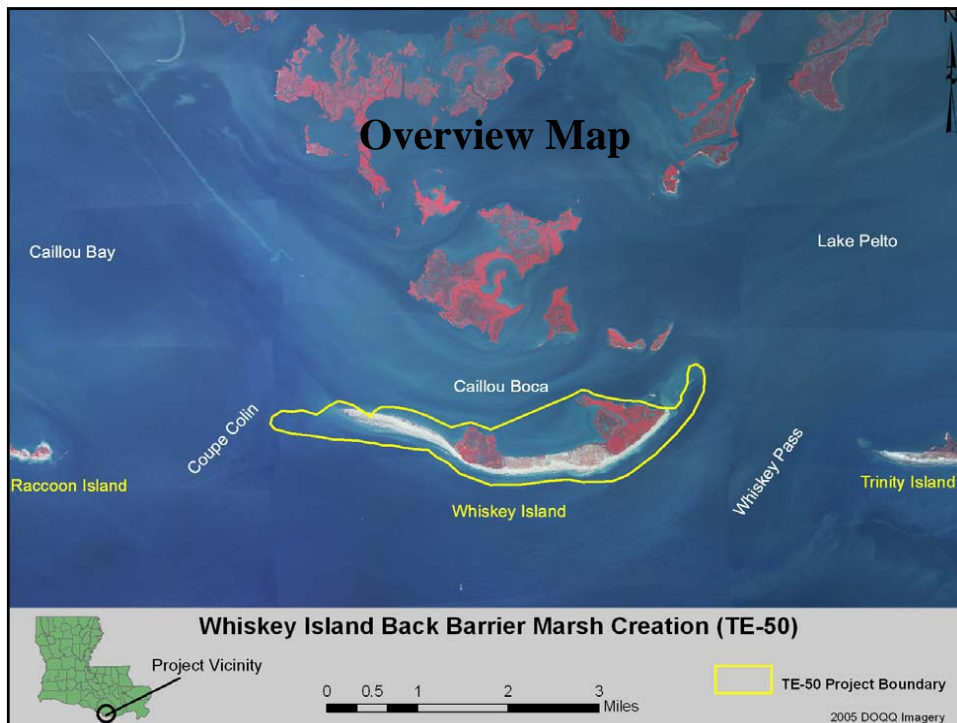 N
Overview Map
Caillou Bay
Lake Pelto
Caillou Boca
Coupe Colin
Whiskey Pass
Raccoon Island
Trinity Island
Whiskey Island
Whiskey Island Back Barrier Marsh Creation (TE-50)
Project Vicinity
0 0.5 1 2 3
Miles
TE-50 Project Boundary
2005 DOQQ Imagery